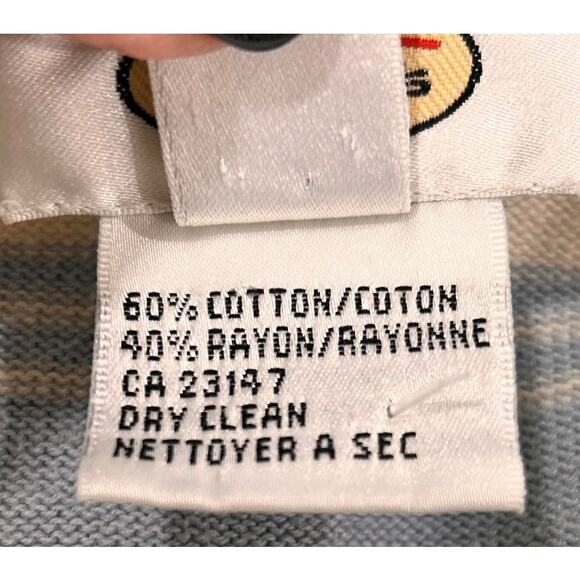 60% COTTON/COTON
40% RAYON/RAYONNE
CA 23147
DRY CLEAN
NETTOYER A SEC